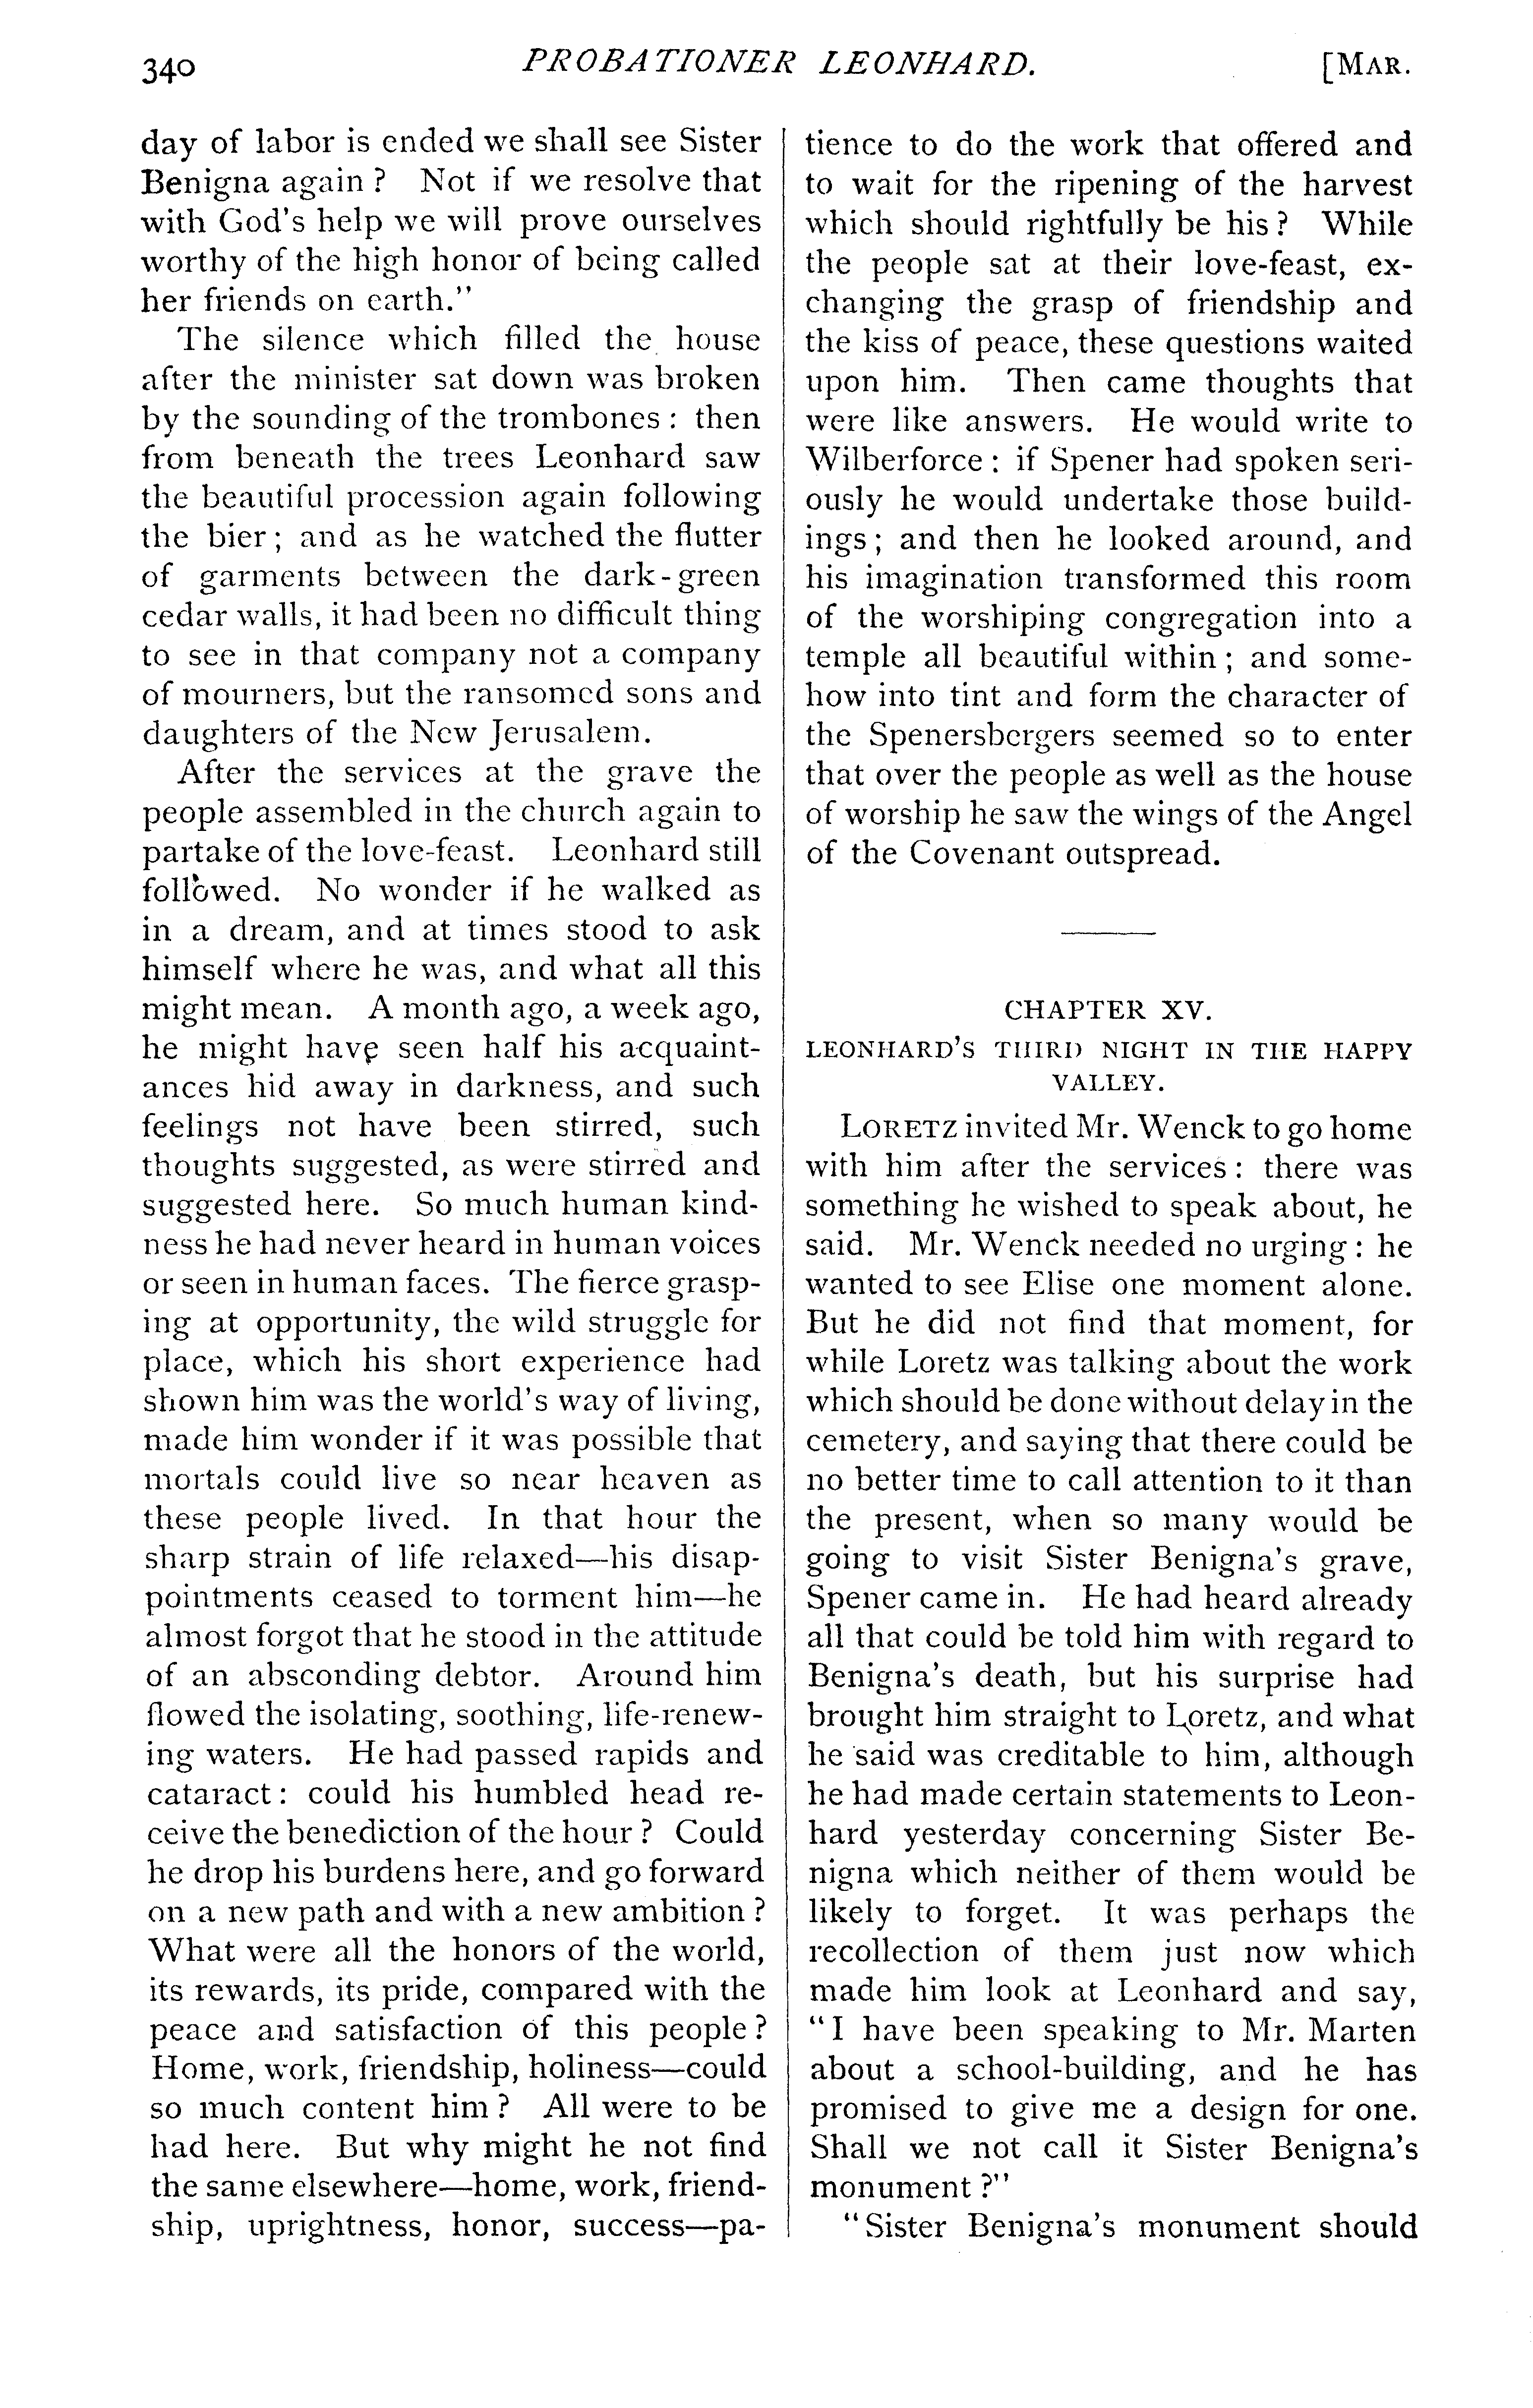 340 PROBATIONER LEONHARD. [MAR.
day of labor is ended we shall see Sister
Benigna again? Not if we resolve that
with God's help we will prove ourselves
worthy of the high honor of being called
her friends on earth."
The silence which filled the house
after the minister sat down was broken
by the sounding of the trombones: then
from beneath the trees Leonhard saw
the beautiful procession again following
the bier; and as he watched the flutter
of garments between the dark-green
cedar walls, it had been no difficult thing
to see in that company not a company
of mourners, but the ransomed sons and
daughters of the New Jerusalem.
After the services at the grave the
people assembled in the church again to
partake of the love-feast. Leonhard still
followed. No wonder if he walked as
in a dream, and at times stood to ask
himself where he was, and what all this
might mean. A month ago, a week ago,
he might have seen half his acquaint-
ances hid away in darkness, and such
feelings not have been stirred, such
thoughts suggested, as were stirred and
suggested here. So much human kind-
ness he had never heard in human voices
or seen in human faces. The fierce grasp-
ing at opportunity, the wild struggle for
place, which his short experience had
shown him was the world's way of living,
made him wonder if it was possible that
mortals could live so near heaven as
these people lived. In that hour the
sharp strain of life relaxed—his disap-
pointments ceased to torment him—he
almost forgot that he stood in the attitude
of an absconding debtor. Around him
flowed the isolating, soothing, life-renew-
ing waters. He had passed rapids and
cataract: could his humbled head re-
ceive the benediction of the hour? Could
he drop his burdens here, and go forward
on a new path and with a new ambition?
What were all the honors of the world,
its rewards, its pride, compared with the
peace and satisfaction of this people?
Home, work, friendship, holiness—could
so much content him? All were to be
had here. But why might he not find
the same elsewhere—home, work, friend-
ship, uprightness, honor, success—pa-
tience to do the work that offered and
to wait for the ripening of the harvest
which should rightfully be his? While
the people sat at their love-feast, ex-
changing the grasp of friendship and
the kiss of peace, these questions waited
upon him. Then came thoughts that
were like answers. He would write to
Wilberforce: if Spener had spoken seri-
ously he would undertake those build-
ings; and then he looked around, and
his imagination transformed this room
of the worshiping congregation into a
temple all beautiful within; and some-
how into tint and form the character of
the Spenersbergers seemed so to enter
that over the people as well as the house
of worship he saw the wings of the Angel
of the Covenant outspread.
CHAPTER XV.
LEONHARD'S THIRD NIGHT IN THE HAPPY
VALLEY.
LORETZ invited Mr. Wenck to go home
with him after the services: there was
something he wished to speak about, he
said. Mr. Wenck needed no urging: he
wanted to see Elise one moment alone.
But he did not find that moment, for
while Loretz was talking about the work
which should be done without delay in the
cemetery, and saying that there could be
no better time to call attention to it than
the present, when so many would be
going to visit Sister Benigna's grave,
Spener came in. He had heard already
all that could be told him with regard to
Benigna's death, but his surprise had
brought him straight to Loretz, and what
he said was creditable to him, although
he had made certain statements to Leon-
hard yesterday concerning Sister Be-
nigna which neither of them would be
likely to forget. It was perhaps the
recollection of them just now which
made him look at Leonhard and say,
"I have been speaking to Mr. Marten
about a school-building, and he has
promised to give me a design for one.
Shall we not call it Sister Benigna's
monument?"
"Sister Benigna's monument should